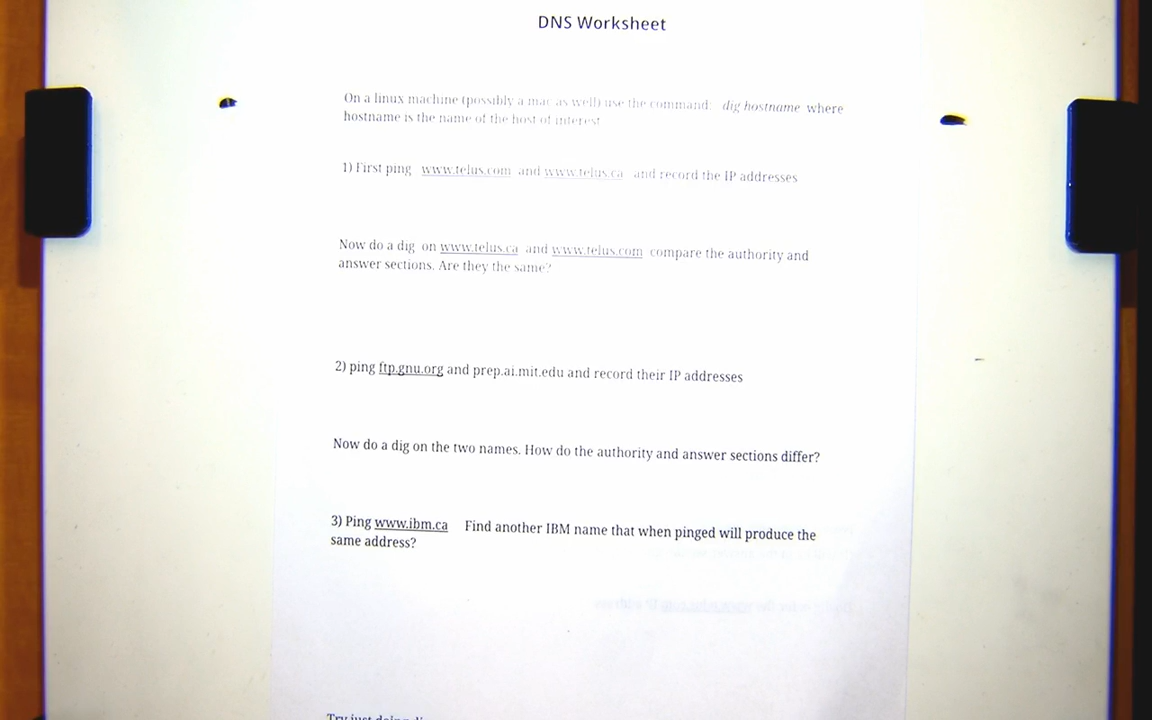 DNS Worksheet
On a linux machine (possibly a mac as well) use the command: dig hostname where
hostname is the name of the host of interest
1) First ping www.telus.com and www.telus.ca and record the IP addresses
Now do a dig on www.telus.ca and www.telus.com compare the authority and
answer sections. Are they the same?
2) ping ftp.gnu.org and prep.ai.mit.edu and record their IP addresses
Now do a dig on the two names. How do the authority and answer sections differ?
3) Ping www.ibm.ca Find another IBM name that when pinged will produce the
same address?
Try just doing